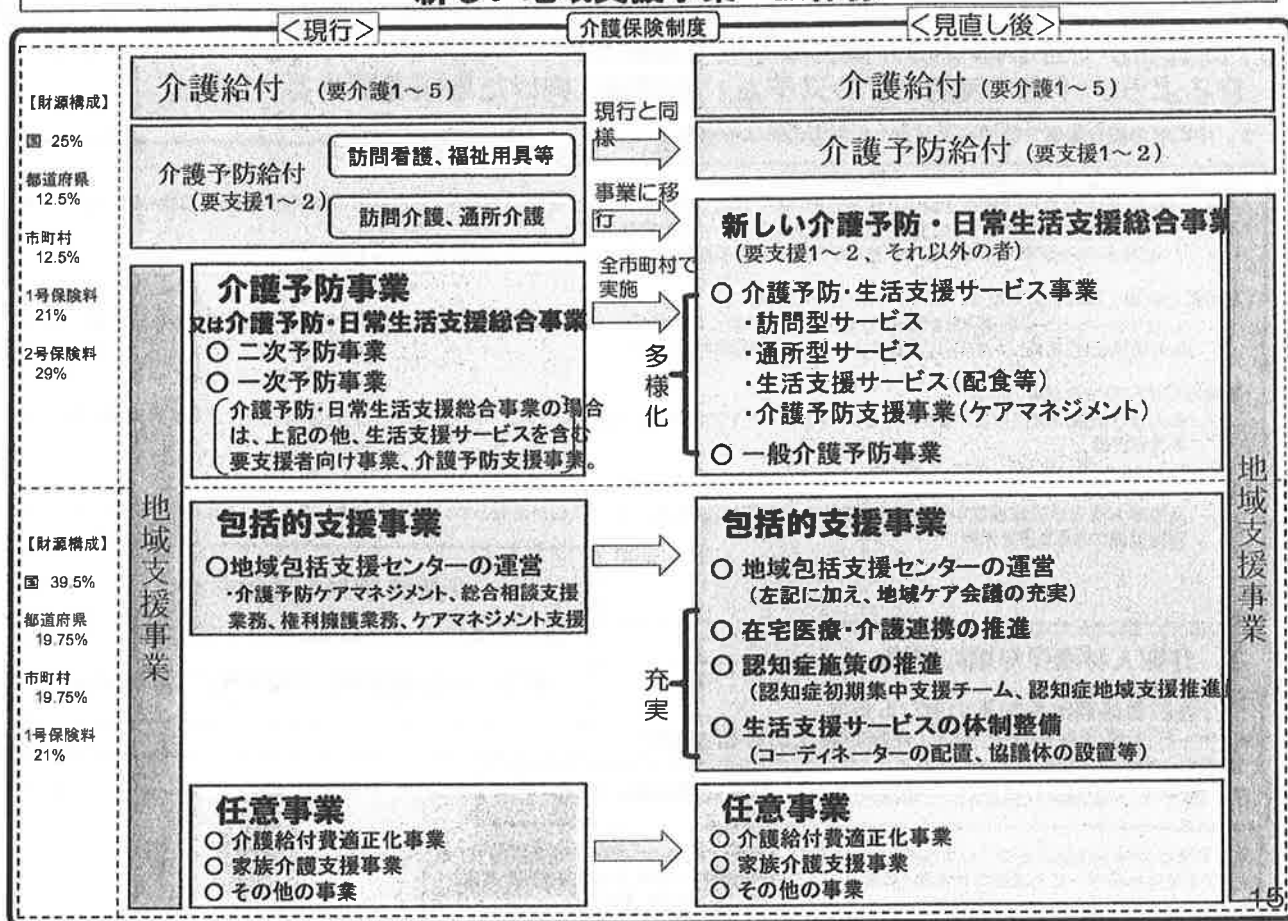 ＜現行＞
介護保険制度
＜見直し後＞
【財源構成】
国 25%
都道府県
12.5%
市町村
12.5%
1号保険料
21%
2号保険料
29%
介護給付 （要介護1～5）
介護予防給付
（要支援1～2）
訪問看護、福祉用具等
訪問介護、通所介護
現行と同
様
事業に移
行
全市町村で
実施
多
様
化
介護給付 （要介護1～5）
介護予防給付 （要支援1～2）
新しい介護予防・日常生活支援総合事業
（要支援1～2、それ以外の者）
○ 介護予防・生活支援サービス事業
・訪問型サービス
・通所型サービス
・生活支援サービス（配食等）
・介護予防支援事業（ケアマネジメント）
○ 一般介護予防事業
介護予防事業
又は介護予防・日常生活支援総合事業
○ 二次予防事業
○ 一次予防事業
介護予防・日常生活支援総合事業の場合
は、上記の他、生活支援サービスを含む
要支援者向け事業、介護予防支援事業。
地域支援事業
【財源構成】
国 39.5%
都道府県
19.75%
市町村
19.75%
1号保険料
21%
包括的支援事業
○地域包括支援センターの運営
・介護予防ケアマネジメント、総合相談支援
業務、権利擁護業務、ケアマネジメント支援
充
実
包括的支援事業
○ 地域包括支援センターの運営
（左記に加え、地域ケア会議の充実）
○ 在宅医療・介護連携の推進
○ 認知症施策の推進
（認知症初期集中支援チーム、認知症地域支援推進
○ 生活支援サービスの体制整備
（コーディネーターの配置、協議体の設置等）
地域支援事業
任意事業
○ 介護給付費適正化事業
○ 家族介護支援事業
○ その他の事業
任意事業
○ 介護給付費適正化事業
○ 家族介護支援事業
○ その他の事業
15